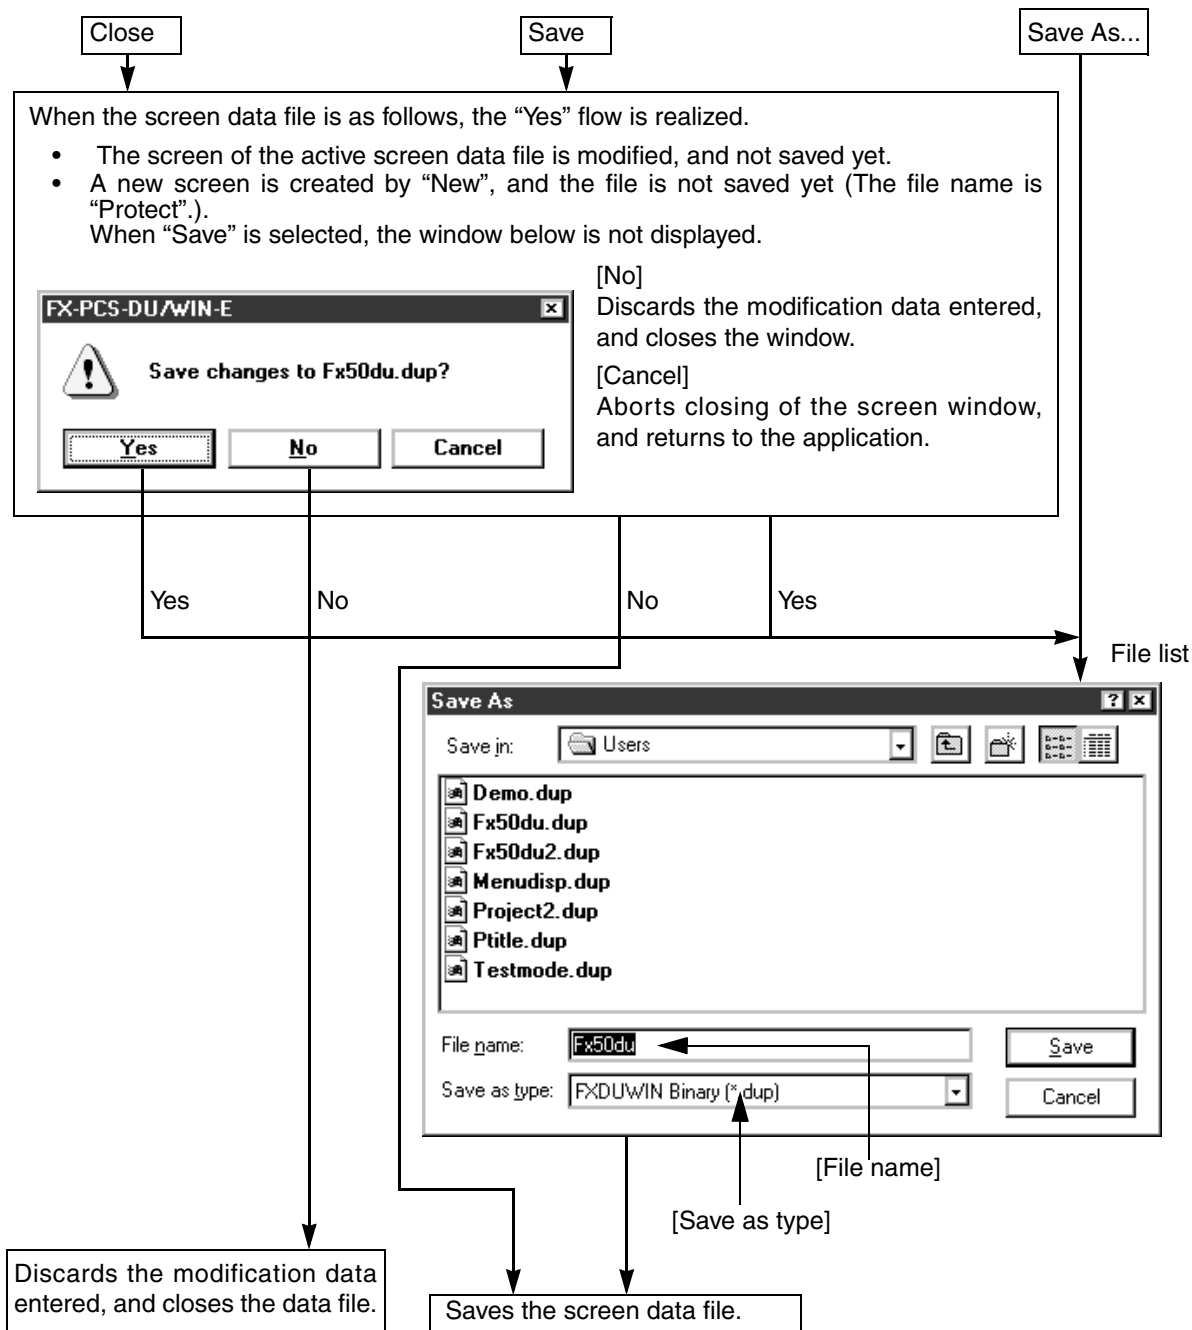 Close
Save
Save As...
When the screen data file is as follows, the “Yes” flow is realized.
• The screen of the active screen data file is modified, and not saved yet.
• A new screen is created by “New”, and the file is not saved yet (The file name is
“Protect”.).
When “Save” is selected, the window below is not displayed.
FX-PCS-DU/WIN-E
Save changes to Fx50du.dup?
Yes No Cancel
[No]
Discards the modification data entered,
and closes the window.
[Cancel]
Aborts closing of the screen window,
and returns to the application.
Yes No No Yes
File list
Save As
Save in: Users
Demo.dup
Fx50du.dup
Fx50du2.dup
Menudisp.dup
Project2.dup
Ptitle.dup
Testmode.dup
File name: Fx50du Save
Save as type: FXDUWIN Binary (*.dup) Cancel
[File name]
[Save as type]
Discards the modification data
entered, and closes the data file.
Saves the screen data file.